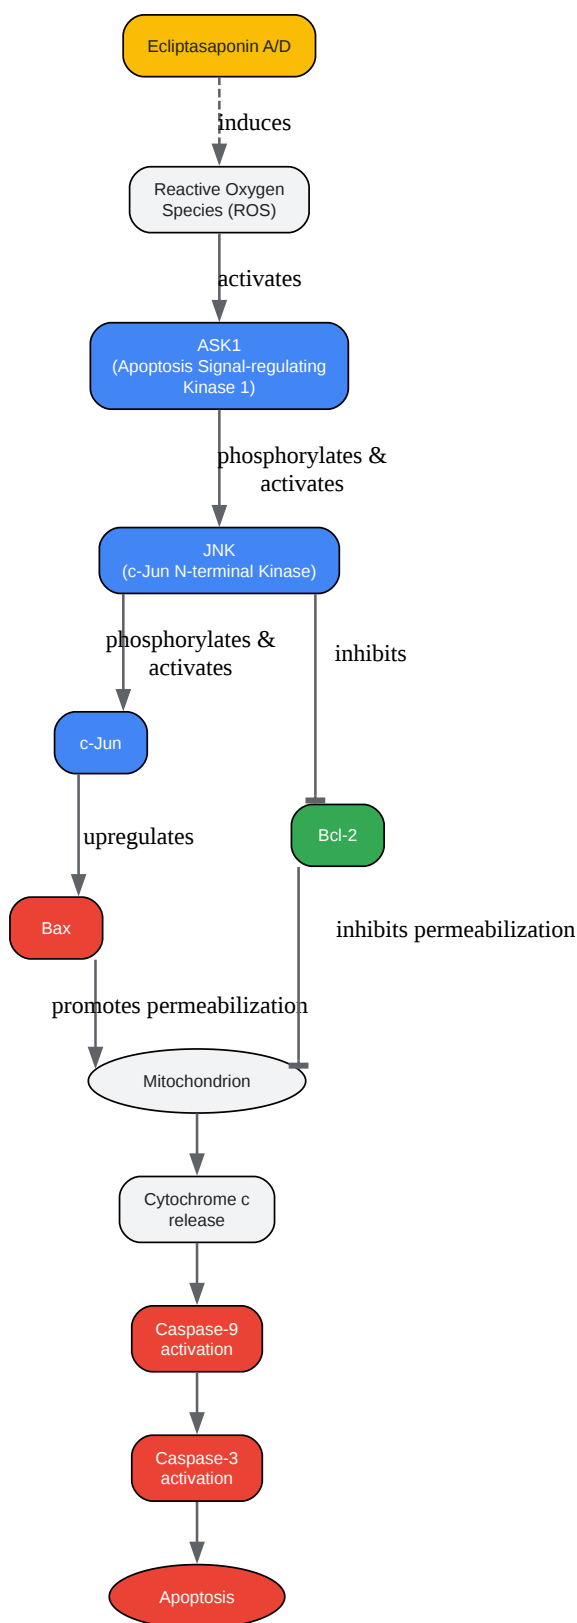 Ecliptasaponin A/D
induces
Reactive Oxygen
Species (ROS)
activates
ASK1
(Apoptosis Signal-regulating
Kinase 1)
phosphorylates &
activates
JNK
(c-Jun N-terminal Kinase)
phosphorylates &
activates
inhibits
c-Jun
upregulates
Bcl-2
Bax
inhibits permeabilization
promotes permeabilization
Mitochondrion
Cytochrome c
release
Caspase-9
activation
Caspase-3
activation
Apoptosis